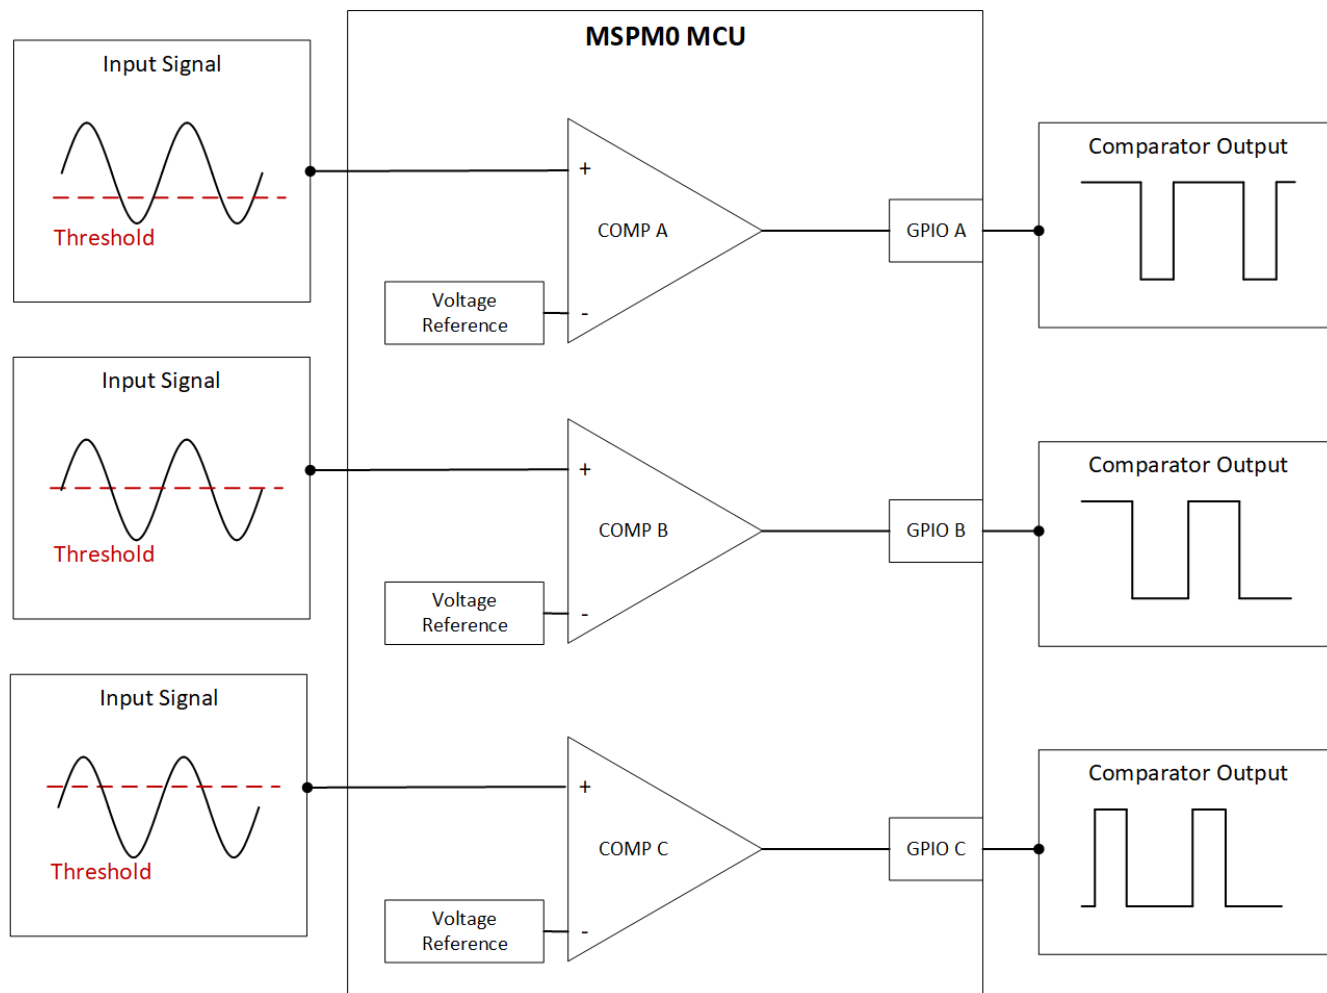 MSPM0 MCU
Input Signal
Threshold
+
COMP A
-
Voltage
Reference
GPIO A
Comparator Output
Input Signal
Threshold
+
COMP B
-
Voltage
Reference
GPIO B
Comparator Output
Input Signal
Threshold
+
COMP C
-
Voltage
Reference
GPIO C
Comparator Output